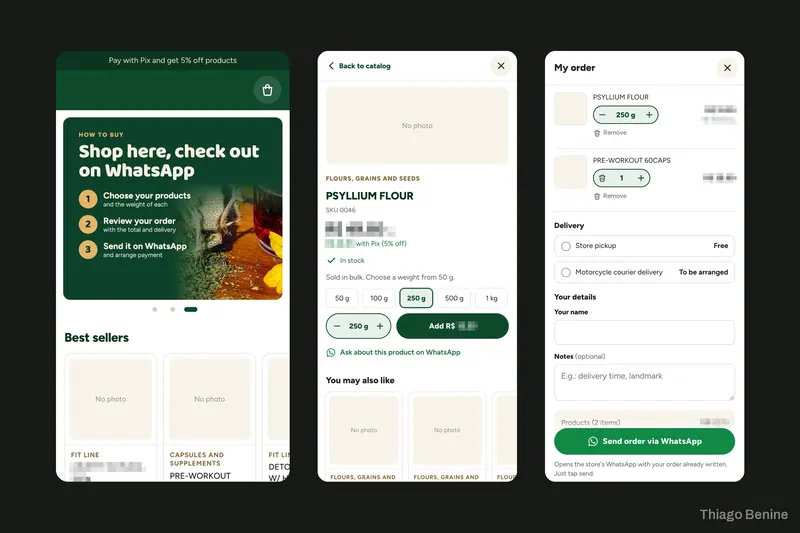 Pay with Pix and get 5% off products
HOW TO BUY
Shop here, check out
on WhatsApp
1
Choose your products
and the weight of each
2
Review your order
with the total and delivery
3
Send it on WhatsApp
and arrange payment
Best sellers
No photo
No photo
FIT LINE
CAPSULES AND
SUPPLEMENTS
PRE-WORKOUT
FIT LIN
DETO
W/ H
Back to catalog
No photo
FLOURS, GRAINS AND SEEDS
PSYLLIUM FLOUR
SKU 0046
with Pix (5% off)
In stock
Sold in bulk. Choose a weight from 50 g.
50 g
100 g
250 g
500 g
1 kg
− 250 g +
Add R$
Ask about this product on WhatsApp
You may also like
No photo
No photo
FLOURS, GRAINS AND
FLOURS, GRAINS AND
FLOURS
My order
PSYLLIUM FLOUR
− 250 g +
Remove
PRE-WORKOUT 60CAPS
1 +
Remove
Delivery
Store pickup
Free
Motorcycle courier delivery
To be arranged
Your details
Your name
Notes (optional)
E.g.: delivery time, landmark
Products (2 items)
Send order via WhatsApp
Opens the store's WhatsApp with your order already written.
Just tap send.
Thiago Benine